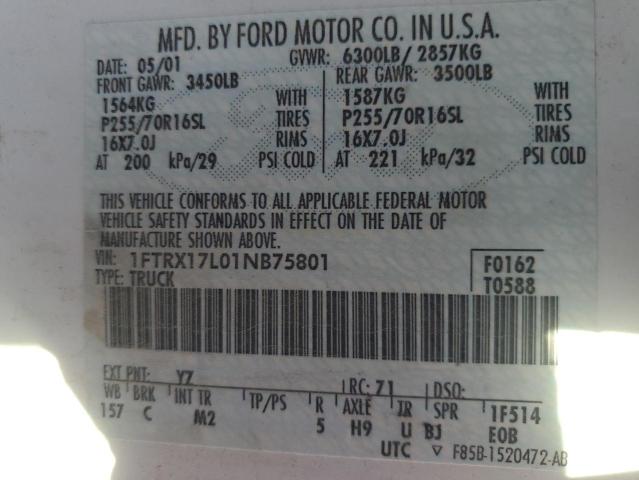 MFD. BY FORD MOTOR CO. IN U.S.A.
DATE: 05/01 GVWR: 6300LB/ 2857KG
FRONT GAWR: 3450LB REAR GAWR: 3500LB
1564KG WITH 1587KG WITH
P255/70R16SL TIRES P255/70R16SL TIRES
16X7.0J RIMS 16X7.0J RIMS
AT 200 kPa/29 PSI COLD AT 221 kPa/32 PSI COLD
THIS VEHICLE CONFORMS TO ALL APPLICABLE FEDERAL MOTOR
VEHICLE SAFETY STANDARDS IN EFFECT ON THE DATE OF
MANUFACTURE SHOWN ABOVE.
VIN: 1FTRX17L01NB75801 F0162
TYPE: TRUCK T0588
EXT PNT: YZ RC: 71 DSO:
WB BRK INT TR TP/PS R AXLE TR SPR 1F514
157 C M2 5 H9 U BJ EOB
UTC ▽ F85B-1520472-AB